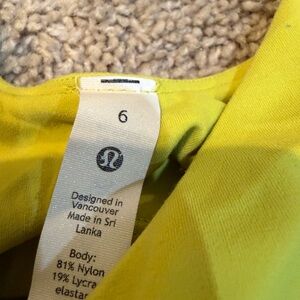 6
Designed in
Vancouver
Made in Sri
Lanka
Body:
81% Nylon
19% Lycra